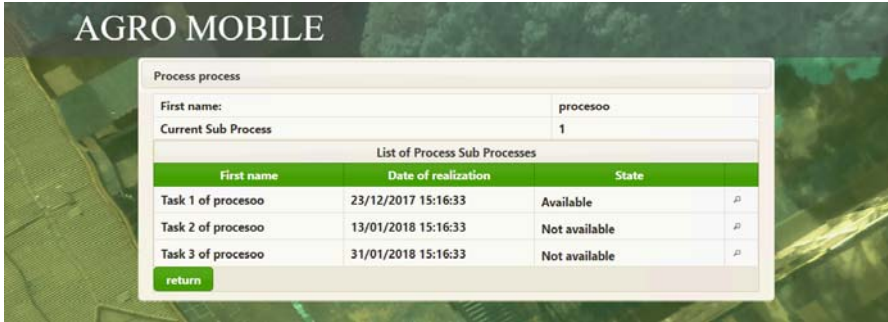 AGRO MOBILE
Process process
First name: procesoo
Current Sub Process 1
List of Process Sub Processes
First name Date of realization State
Task 1 of procesoo 23/12/2017 15:16:33 Available
Task 2 of procesoo 13/01/2018 15:16:33 Not available
Task 3 of procesoo 31/01/2018 15:16:33 Not available
return